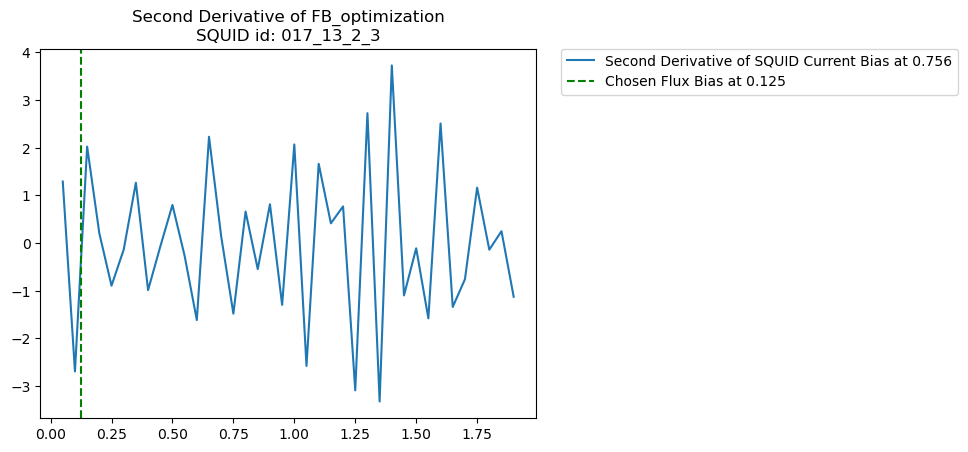 Second Derivative of FB_optimization
SQUID id: 017_13_2_3
Second Derivative of SQUID Current Bias at 0.756
Chosen Flux Bias at 0.125
4
3
2
1
0
−1
−2
−3
0.00 0.25 0.50 0.75 1.00 1.25 1.50 1.75